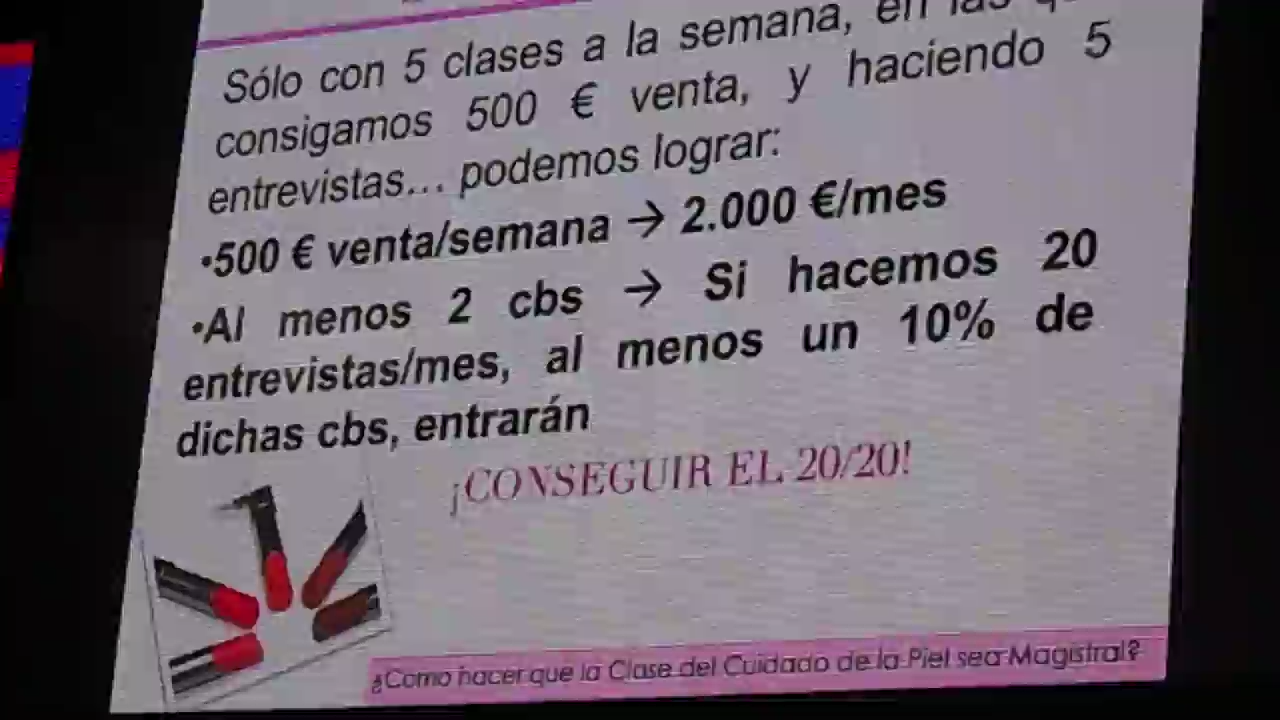 Sólo con 5 clases a la semana, en las
consigamos 500 € venta, y haciendo 5
entrevistas... podemos lograr:
•500 € venta/semana → 2.000 €/mes
•Al menos 2 cbs → Si hacemos 20
entrevistas/mes, al menos un 10% de
dichas cbs, entrarán
¡CONSEGUIR EL 20/20!
¿Como hacer que la Clase del Cuidado de la Piel sea Magistral?